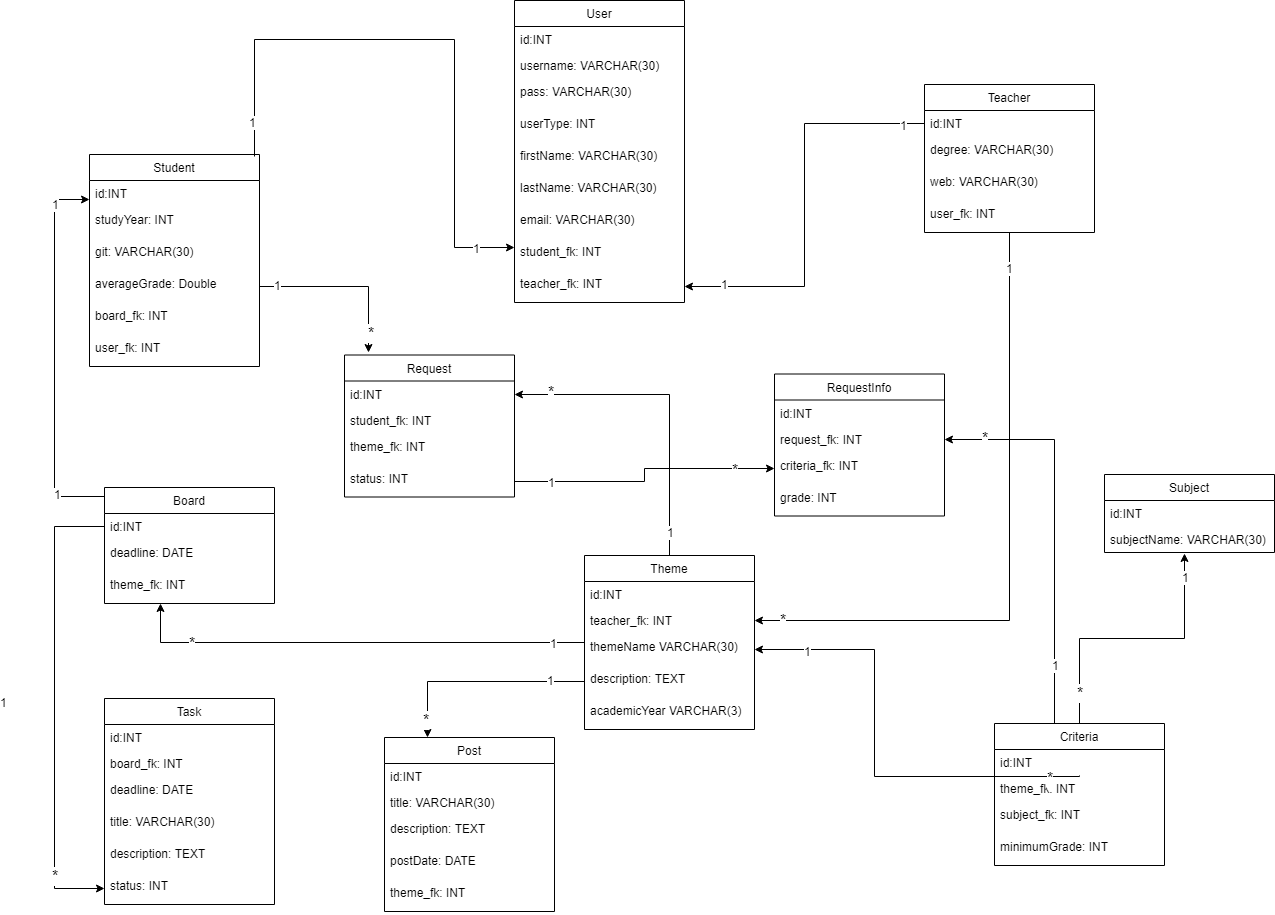 User
id:INT
username: VARCHAR(30)
pass: VARCHAR(30)
userType: INT
firstName: VARCHAR(30)
lastName: VARCHAR(30)
email: VARCHAR(30)
student_fk: INT
teacher_fk: INT
Teacher
id:INT
degree: VARCHAR(30)
web: VARCHAR(30)
user_fk: INT
Student
id:INT
studyYear: INT
git: VARCHAR(30)
averageGrade: Double
board_fk: INT
user_fk: INT
1
1
1
1
1
1
1
*
1
*
Request
id:INT
student_fk: INT
theme_fk: INT
status: INT
*
1
*
RequestInfo
id:INT
request_fk: INT
criteria_fk: INT
grade: INT
*
Subject
id:INT
subjectName: VARCHAR(30)
1
Board
id:INT
deadline: DATE
theme_fk: INT
1
1
*
1
*
1
1
*
Theme
id:INT
teacher_fk: INT
themeName VARCHAR(30)
description: TEXT
academicYear VARCHAR(3)
*
1
1
1
*
Task
id:INT
board_fk: INT
deadline: DATE
title: VARCHAR(30)
description: TEXT
status: INT
*
Post
id:INT
title: VARCHAR(30)
description: TEXT
postDate: DATE
theme_fk: INT
Criteria
id:INT
*
theme_fk. INT
subject_fk: INT
minimumGrade: INT